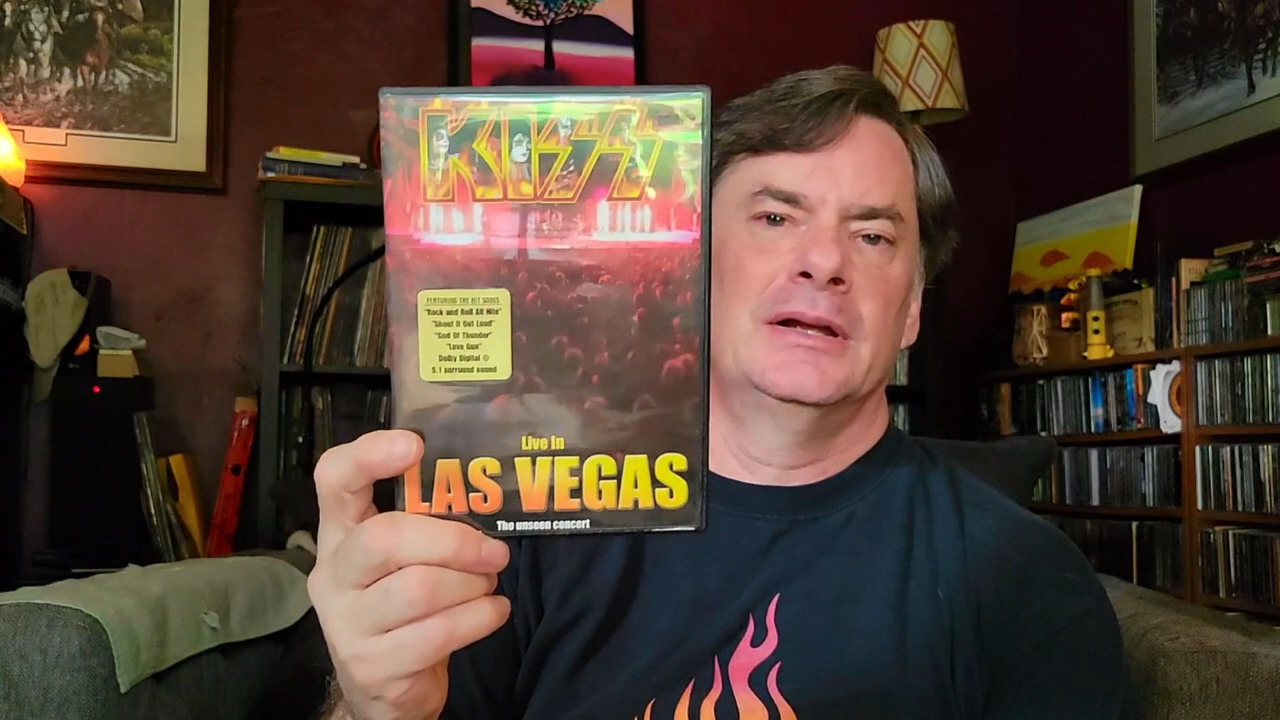 KISS
FEATURING THE HIT SONGS
"Rock and Roll All Nite"
"Shout It Out Loud"
"God Of Thunder"
"Love Gun"
Dolby Digital ®
5.1 surround sound
Live In
LAS VEGAS
The unseen concert